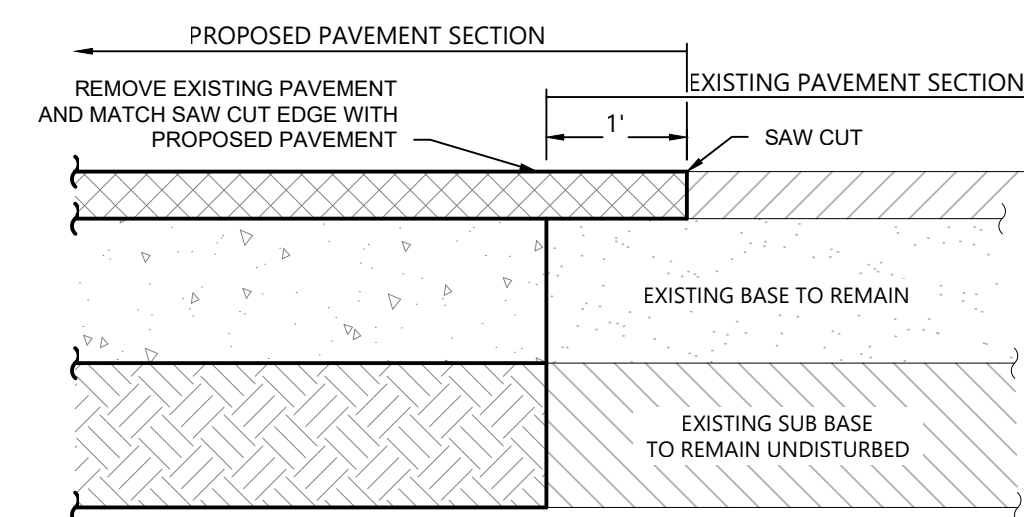 PROPOSED PAVEMENT SECTION
REMOVE EXISTING PAVEMENT
AND MATCH SAW CUT EDGE WITH
PROPOSED PAVEMENT
EXISTING PAVEMENT SECTION
1'
SAW CUT
EXISTING BASE TO REMAIN
EXISTING SUB BASE
TO REMAIN UNDISTURBED